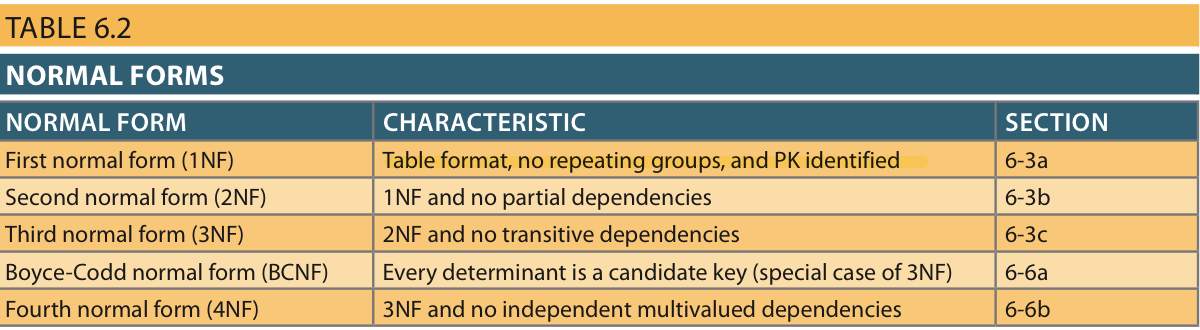 TABLE 6.2
NORMAL FORMS
NORMAL FORM CHARACTERISTIC SECTION
First normal form (1NF) Table format, no repeating groups, and PK identified 6-3a
Second normal form (2NF) 1NF and no partial dependencies 6-3b
Third normal form (3NF) 2NF and no transitive dependencies 6-3c
Boyce-Codd normal form (BCNF) Every determinant is a candidate key (special case of 3NF) 6-6a
Fourth normal form (4NF) 3NF and no independent multivalued dependencies 6-6b